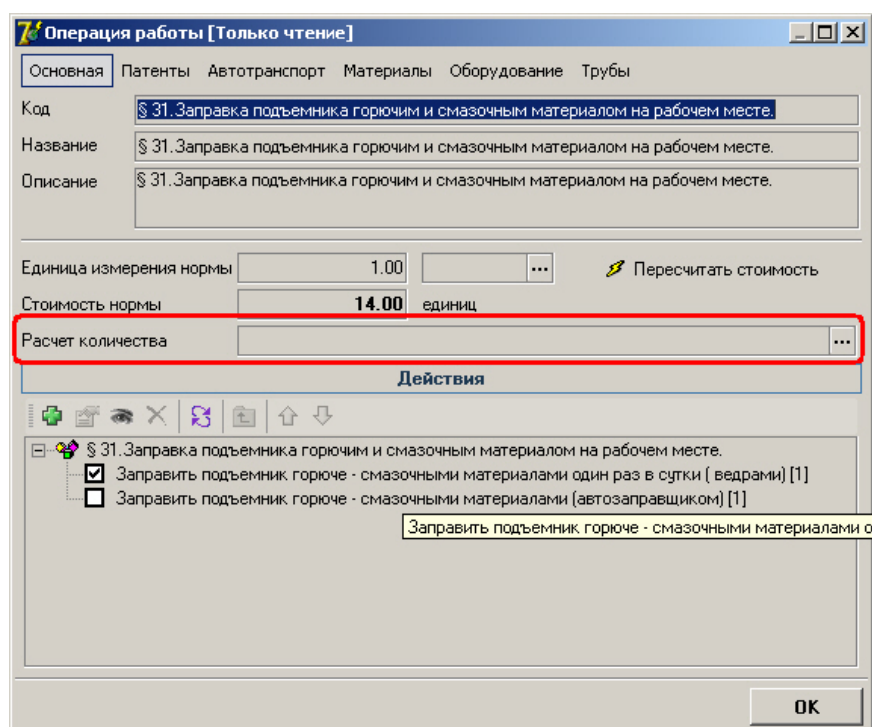 Операция работы [Только чтение]
Основная Патенты Автотранспорт Материалы Оборудование Трубы
Код § 31.Заправка подъемника горючим и смазочным материалом на рабочем месте.
Название § 31.Заправка подъемника горючим и смазочным материалом на рабочем месте.
Описание § 31.Заправка подъемника горючим и смазочным материалом на рабочем месте.
Единица измерения нормы 1.00 ... Пересчитать стоимость
Стоимость нормы 14.00 единиц
Расчет количества ...
Действия
§ 31.Заправка подъемника горючим и смазочным материалом на рабочем месте.
Заправить подъемник горюче - смазочными материалами один раз в сутки ( ведрами) [1]
Заправить подъемник горюче - смазочными материалами (автозаправщиком) [1]
Заправить подъемник горюче - смазочными материалами о
ОК